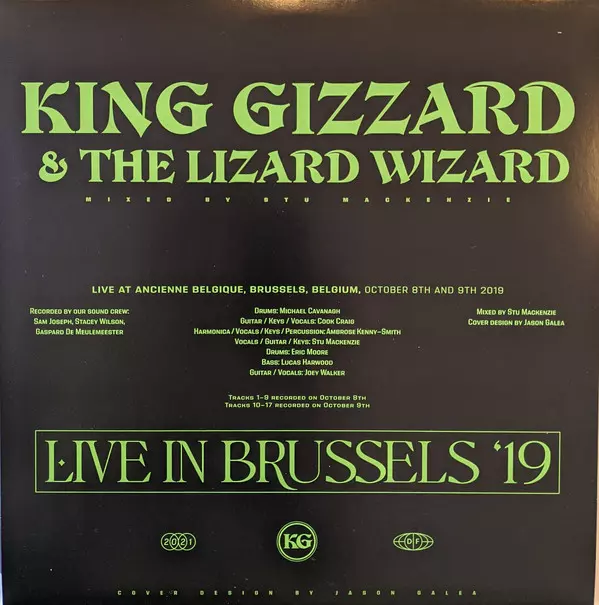 KING GIZZARD
& THE LIZARD WIZARD
MIXED BY STU MACKENZIE
LIVE AT ANCIENNE BELGIQUE, BRUSSELS, BELGIUM, OCTOBER 8TH AND 9TH 2019
Recorded by our sound crew:
Sam Joseph, Stacey Wilson,
Gaspard De Meulemeester
Drums: Michael Cavanagh
Guitar / Keys / Vocals: Cook Craig
Harmonica / Vocals / Keys / Percussion: Ambrose Kenny-Smith
Vocals / Guitar / Keys: Stu Mackenzie
Drums: Eric Moore
Bass: Lucas Harwood
Guitar / Vocals: Joey Walker
Mixed by Stu Mackenzie
Cover design by Jason Galea
Tracks 1-9 recorded on October 8th
Tracks 10-17 recorded on October 9th
LIVE IN BRUSSELS '19
2021
KG
DF
COVER DESIGN BY JASON GALEA